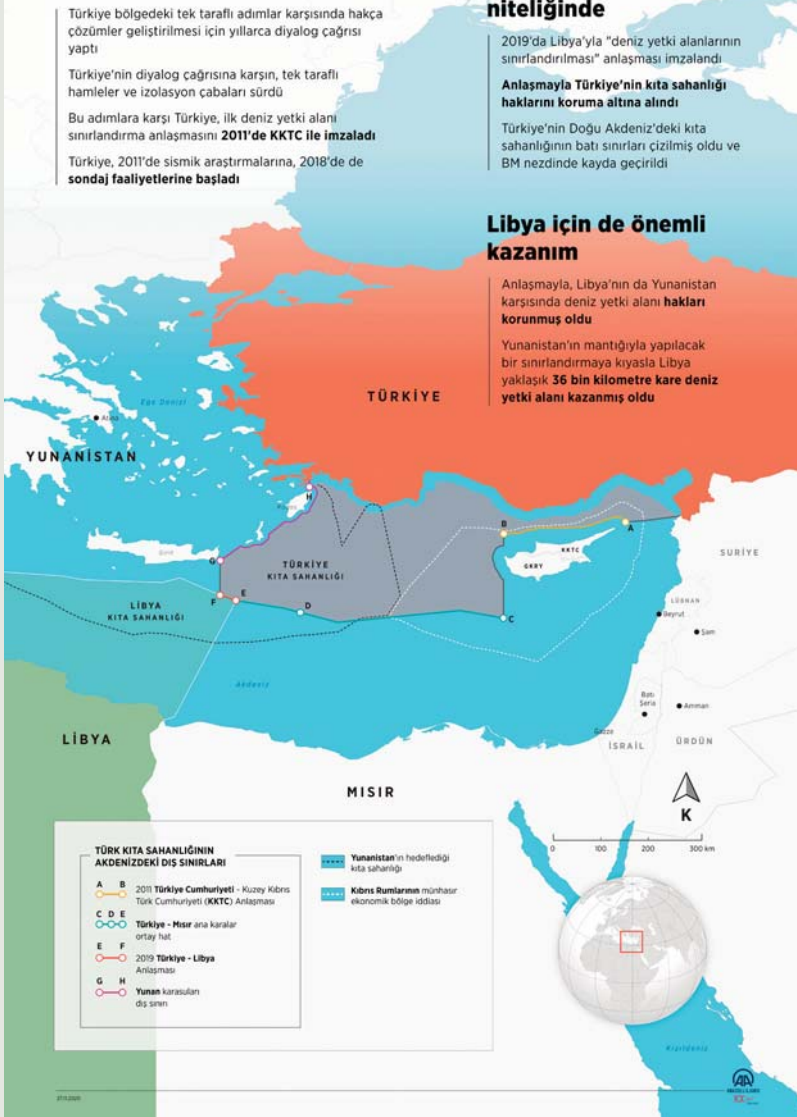 Türkiye bölgedeki tek taraflı adımlar karşısında hakça
çözümler geliştirilmesi için yıllarca diyalog çağrısı
yaptı
Türkiye'nin diyalog çağrısına karşın, tek taraflı
hamleler ve izolasyon çabaları sürdü
Bu adımlara karşı Türkiye, ilk deniz yetki alanı
sınırlandırma anlaşmasını 2011'de KKTC ile imzaladı
Türkiye, 2011'de sismik araştırmalarına, 2018'de de
sondaj faaliyetlerine başladı
niteliğinde
2019'da Libya'yla "deniz yetki alanlarının
sınırlandırılması" anlaşması imzalandı
Anlaşmayla Türkiye'nin kıta sahanlığı
haklarını koruma altına alındı
Türkiye'nin Doğu Akdeniz'deki kıta
sahanlığının batı sınırları çizilmiş oldu ve
BM nezdinde kayda geçirildi
Libya için de önemli
kazanım
Anlaşmayla, Libya'nın da Yunanistan
karşısında deniz yetki alanı hakları
korunmuş oldu
Yunanistan'ın mantığıyla yapılacak
bir sınırlandırmaya kıyasla Libya
yaklaşık 36 bin kilometre kare deniz
yetki alanı kazanmış oldu
TÜRKİYE
Ege Denizi
Atina
YUNANİSTAN
H
Rodos
B
A
KKTC
GKRY
SURİYE
Girit
G
TÜRKİYE
KITA SAHANLIĞI
F
E
D
C
LİBYA
KITA SAHANLIĞI
LÜBNAN
Beyrut
Şam
Akdeniz
Batı
Şeria
Amman
Gazze
İSRAİL
ÜRDÜN
LİBYA
MISIR
K
0 100 200 300 km
TÜRK KITA SAHANLIĞININ
AKDENİZDEKİ DIŞ SINIRLARI
A B
2011 Türkiye Cumhuriyeti - Kuzey Kıbrıs
Türk Cumhuriyeti (KKTC) Anlaşması
C D E
Türkiye - Mısır ana karalar
ortay hat
E F
2019 Türkiye - Libya
Anlaşması
G H
Yunan karasuları
dış sınırı
Yunanistan'ın hedeflediği
kıta sahanlığı
Kıbrıs Rumlarının münhasır
ekonomik bölge iddiası
Kızıldeniz
AA